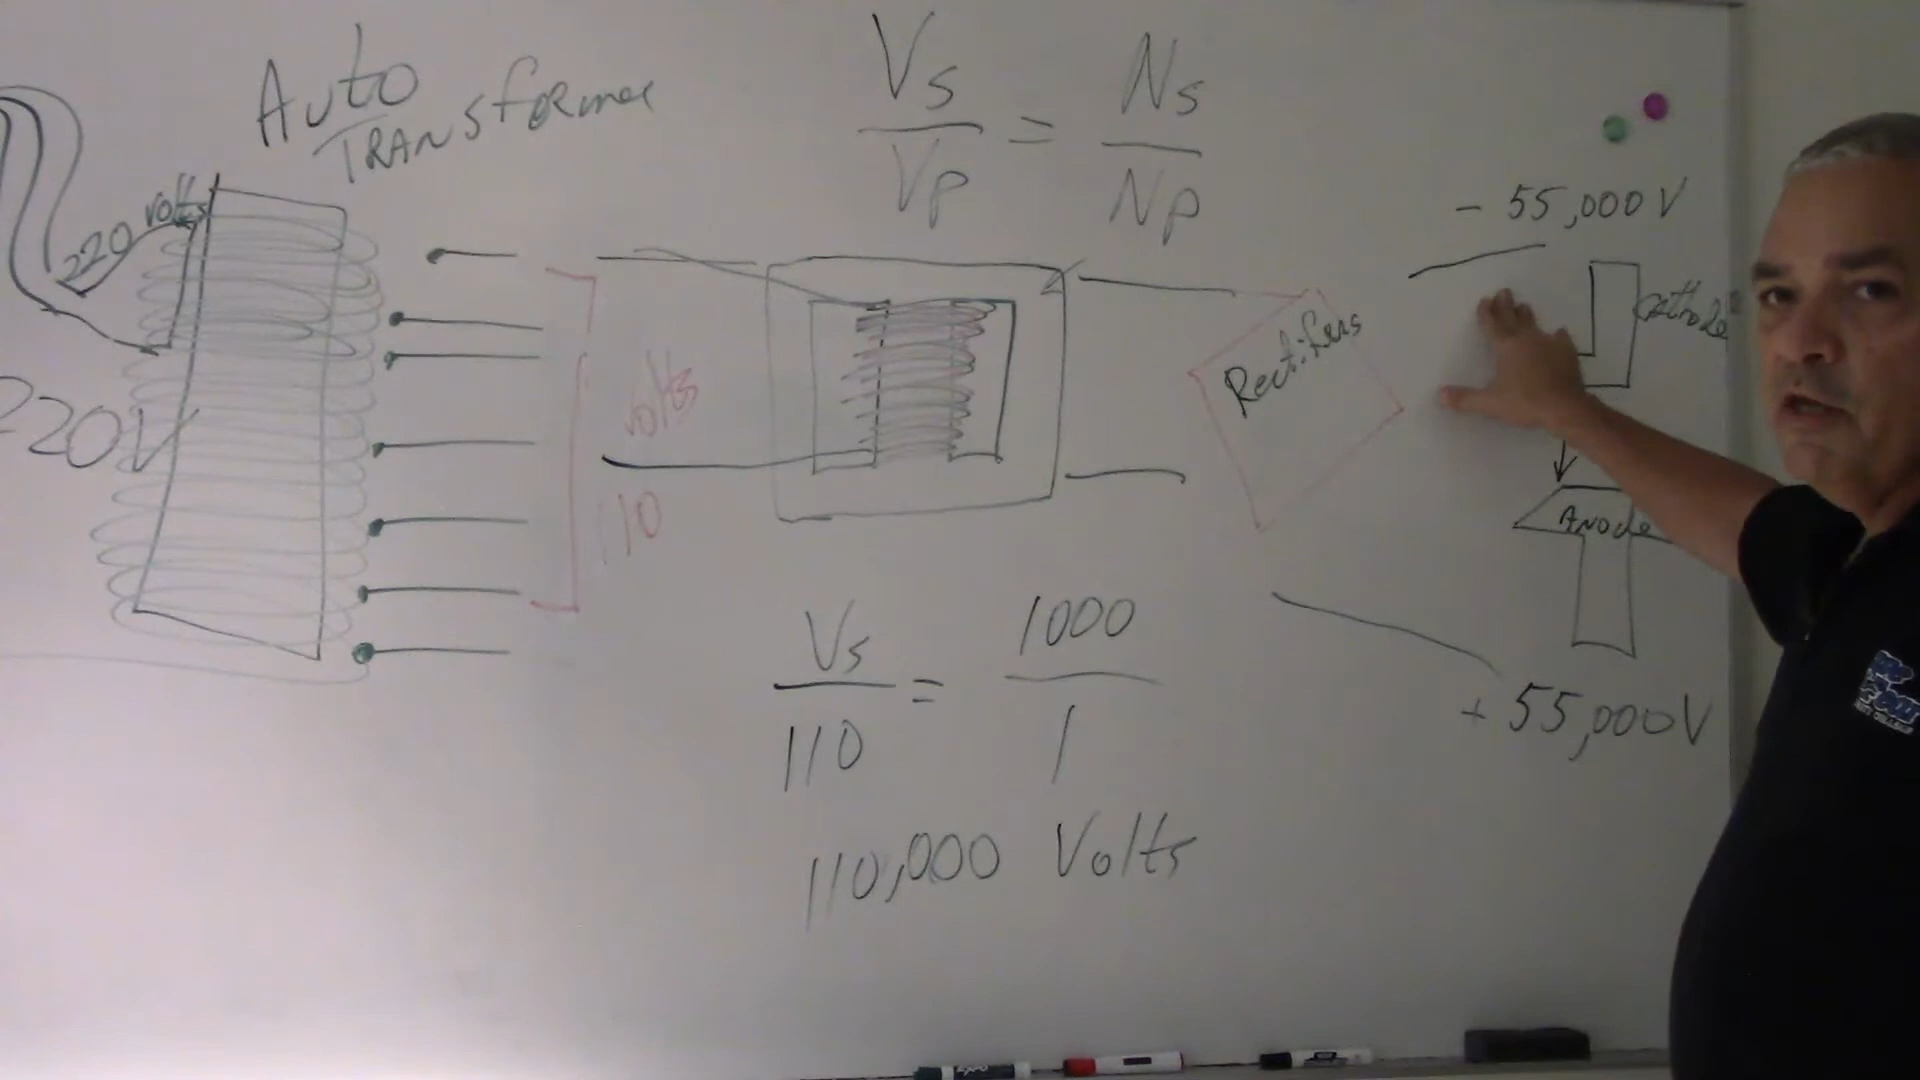 Auto
TRANSformer
Vs
Vp
=
Ns
Np
220 volts
220V
volts
110
Rectifiers
- 55,000 V
Cathode
ANODE
+ 55,000V
Vs
110
=
1000
1
110,000 Volts
EXPO